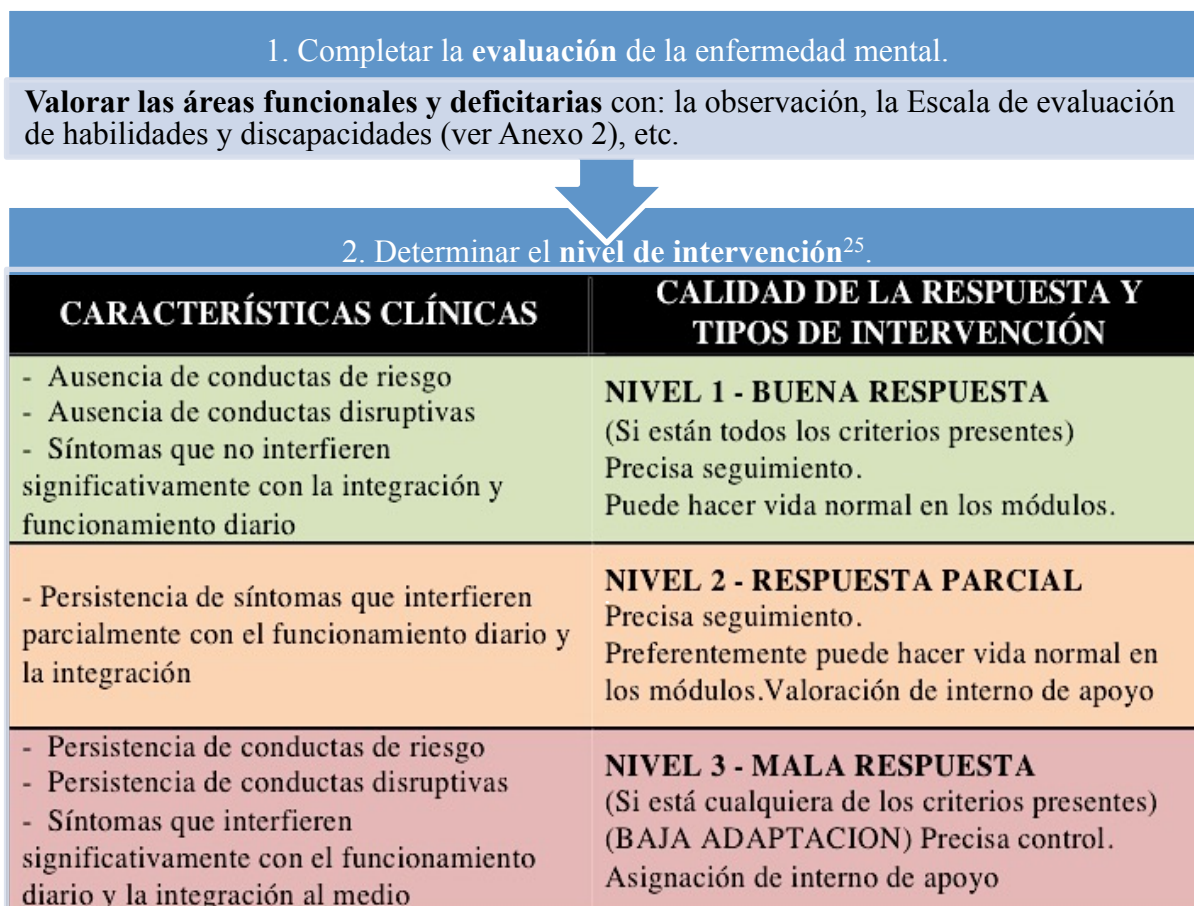 1. Completar la evaluación de la enfermedad mental.
Valorar las áreas funcionales y deficitarias con: la observación, la Escala de evaluación
de habilidades y discapacidades (ver Anexo 2), etc.
2. Determinar el nivel de intervención25.
CARACTERÍSTICAS CLÍNICAS
CALIDAD DE LA RESPUESTA Y
TIPOS DE INTERVENCIÓN
- Ausencia de conductas de riesgo
- Ausencia de conductas disruptivas
- Síntomas que no interfieren
significativamente con la integración y
funcionamiento diario
NIVEL 1 - BUENA RESPUESTA
(Si están todos los criterios presentes)
Precisa seguimiento.
Puede hacer vida normal en los módulos.
- Persistencia de síntomas que interfieren
parcialmente con el funcionamiento diario y
la integración
NIVEL 2 - RESPUESTA PARCIAL
Precisa seguimiento.
Preferentemente puede hacer vida normal en
los módulos.Valoración de interno de apoyo
- Persistencia de conductas de riesgo
- Persistencia de conductas disruptivas
- Síntomas que interfieren
significativamente con el funcionamiento
diario y la integración al medio
NIVEL 3 - MALA RESPUESTA
(Si está cualquiera de los criterios presentes)
(BAJA ADAPTACION) Precisa control.
Asignación de interno de apoyo